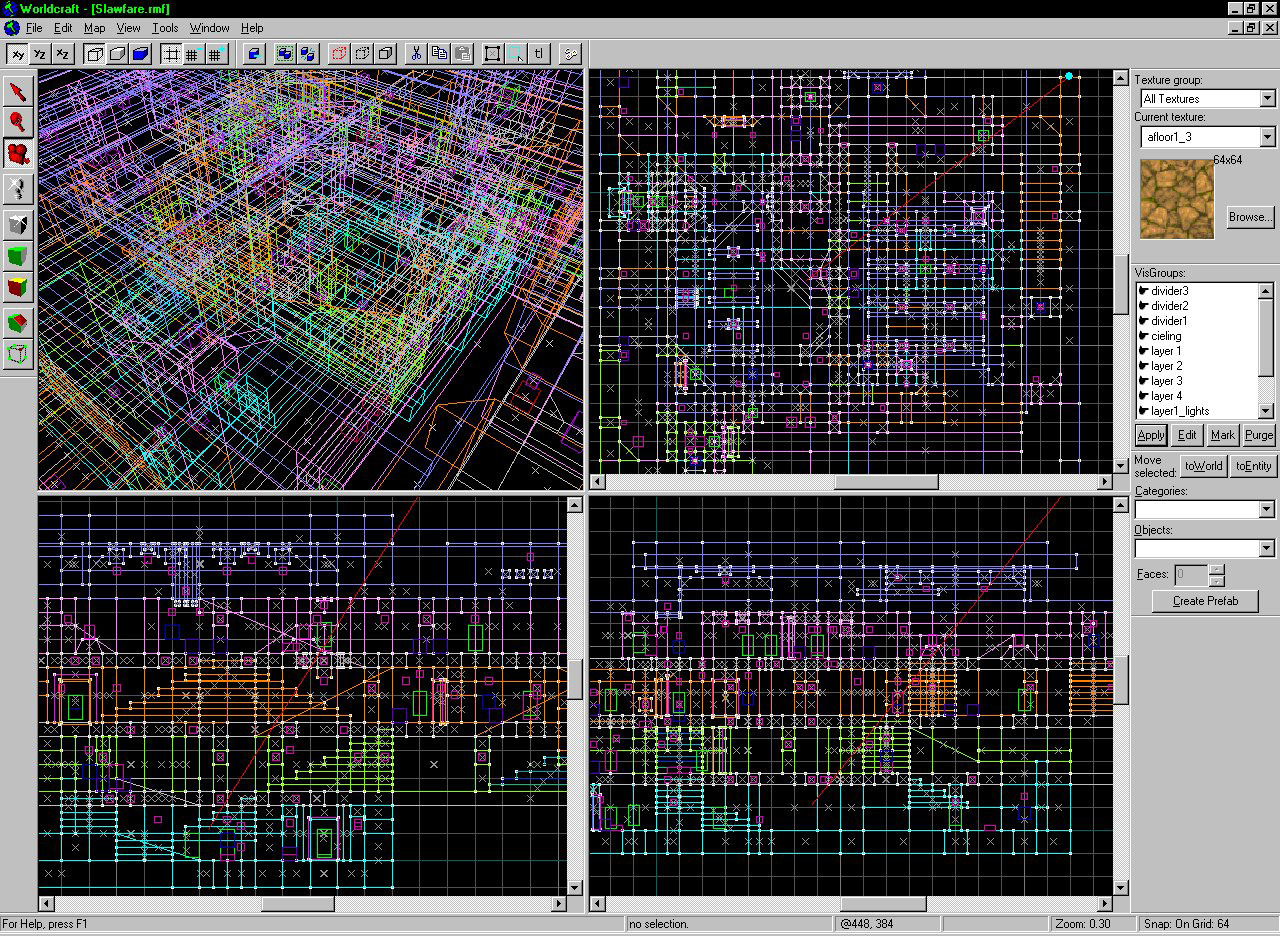 Worldcraft - [Slawfare.rmf]
File Edit Map View Tools Window Help
xy yz xz tl
Texture group:
All Textures
Current texture:
afloor1_3
64x64
Browse...
VisGroups:
divider3
divider2
divider1
cieling
layer 1
layer 2
layer 3
layer 4
layer1_lights
Apply Edit Mark Purge
Move selected: toWorld toEntity
Categories:
Objects:
Faces: 0
Create Prefab
For Help, press F1 no selection. @448, 384 Zoom: 0.30 Snap: On Grid: 64